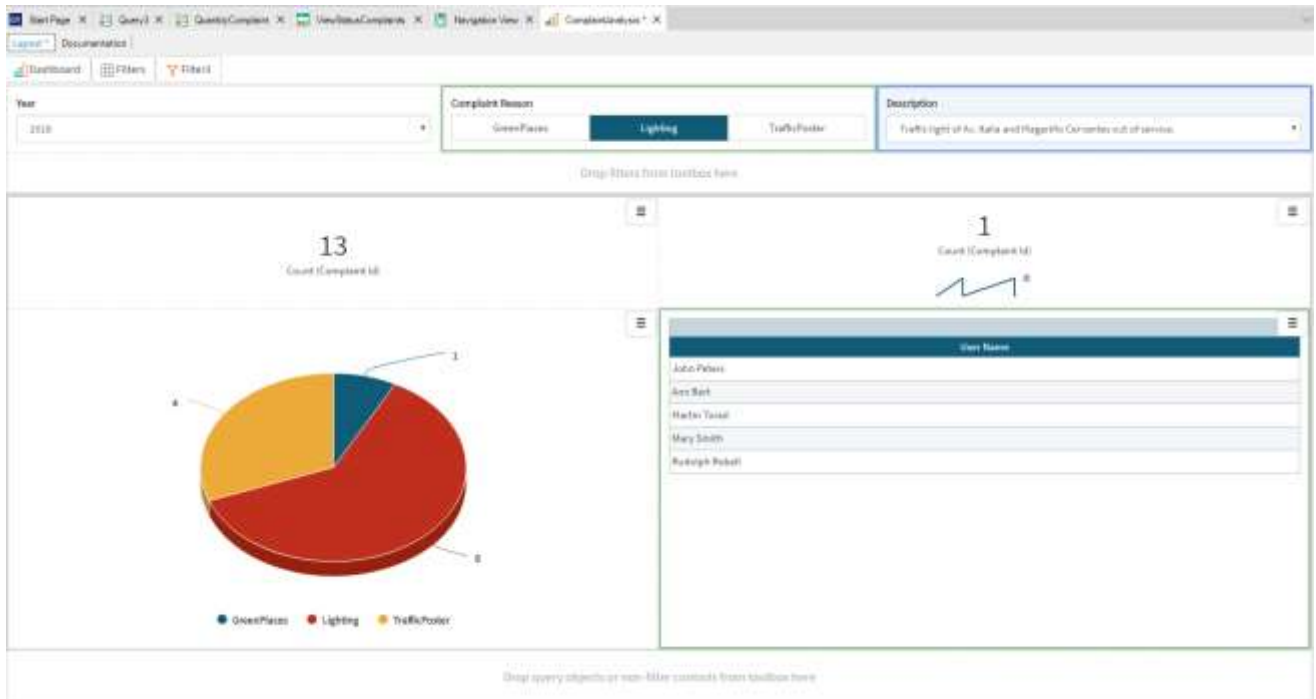 Start Page X Query3 X QuantityComplaint X ViewStatusComplaints X Navigation View X ComplaintAnalysis * X
Layout * Documentation
Dashboard Filters Filter1
Year
2018
Complaint Reason
GreenPlaces Lighting TrafficPoster
Description
Traffic light of Av. Italia and Magariños Cervantes out of service.
Drop filters from toolbox here
13
Count (Complaint Id)
1
Count (Complaint Id)
1
4
8
GreenPlaces Lighting TrafficPoster
User Name
John Peters
Ann Bart
Martin
Mary Smith
Rudolph
Drop query objects or non-filter controls from toolbox here